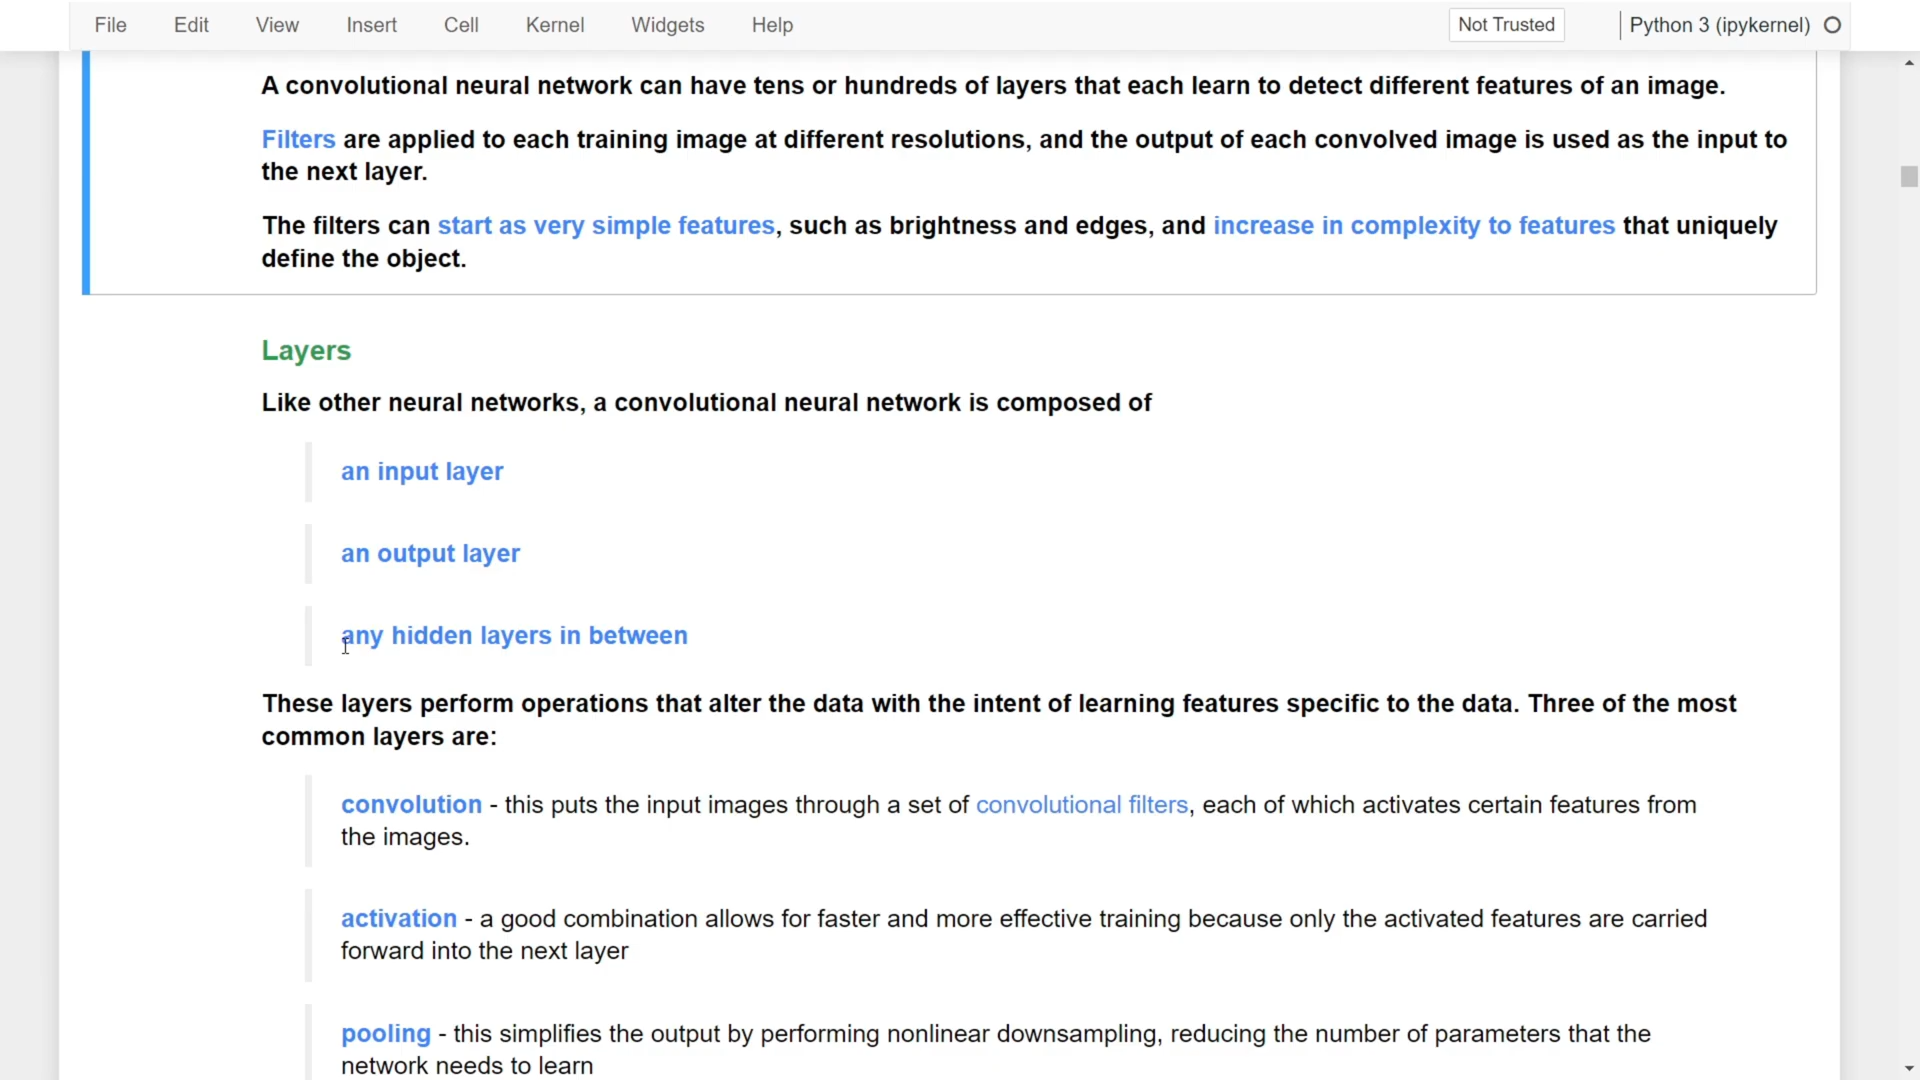 File Edit View Insert Cell Kernel Widgets Help Not Trusted Python 3 (ipykernel)
A convolutional neural network can have tens or hundreds of layers that each learn to detect different features of an image.
Filters are applied to each training image at different resolutions, and the output of each convolved image is used as the input to
the next layer.
The filters can start as very simple features, such as brightness and edges, and increase in complexity to features that uniquely
define the object.
Layers
Like other neural networks, a convolutional neural network is composed of
an input layer
an output layer
any hidden layers in between
These layers perform operations that alter the data with the intent of learning features specific to the data. Three of the most
common layers are:
convolution - this puts the input images through a set of convolutional filters, each of which activates certain features from
the images.
activation - a good combination allows for faster and more effective training because only the activated features are carried
forward into the next layer
pooling - this simplifies the output by performing nonlinear downsampling, reducing the number of parameters that the
network needs to learn